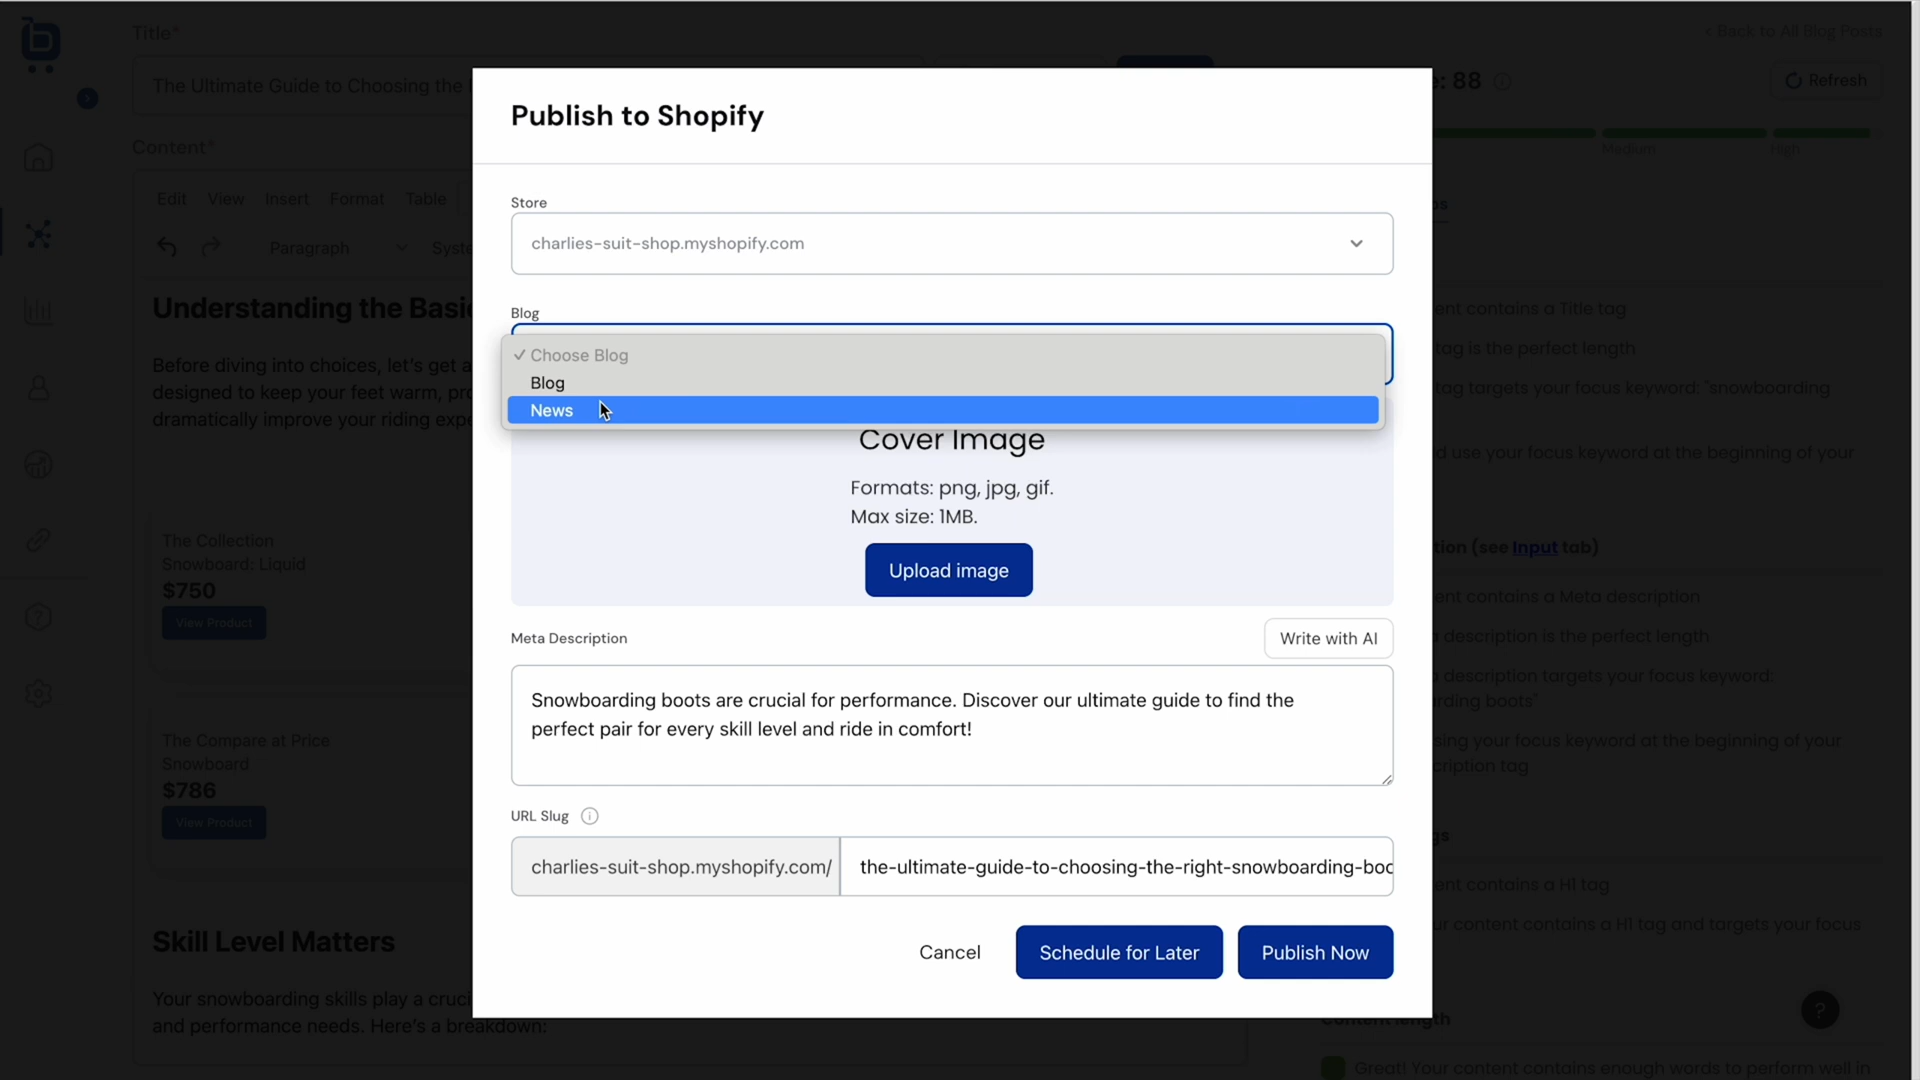 Title*
< Back to All Blog Posts
The Ultimate Guide to Choosing the
Publish to Shopify
: 88
Refresh
Content*
Medium
High
Edit View Insert Format Table
Store
Paragraph
charlies-suit-shop.myshopify.com
Understanding the
Blog
ent contains a Title tag
✓ Choose Blog
tag is the perfect length
Before diving into choices, let's get a
Blog
tag targets your focus keyword: "snowboarding
designed to keep your feet warm,
News
dramatically improve your riding
Cover Image
use your focus keyword at the beginning of your
Formats: png, jpg, gif.
Max size: 1MB.
The Collection
Snowboard: Liquid
$750
View Product
Upload image
(see Input tab)
ent contains a Meta description
Meta Description
Write with AI
description is the perfect length
description targets your focus keyword:
boots"
Snowboarding boots are crucial for performance. Discover our ultimate guide to find the
perfect pair for every skill level and ride in comfort!
The Compare at Price
Snowboard
$786
View Product
your focus keyword at the beginning of your
tag
URL Slug
charlies-suit-shop.myshopify.com/
the-ultimate-guide-to-choosing-the-right-snowboarding-boo
ent contains a H1 tag
Skill Level Matters
ur content contains a H1 tag and targets your focus
Cancel
Schedule for Later
Publish Now
Your snowboarding skills play a
and performance needs. Here's a breakdown:
?
Content length
Great! Your content contains enough words to perform well in